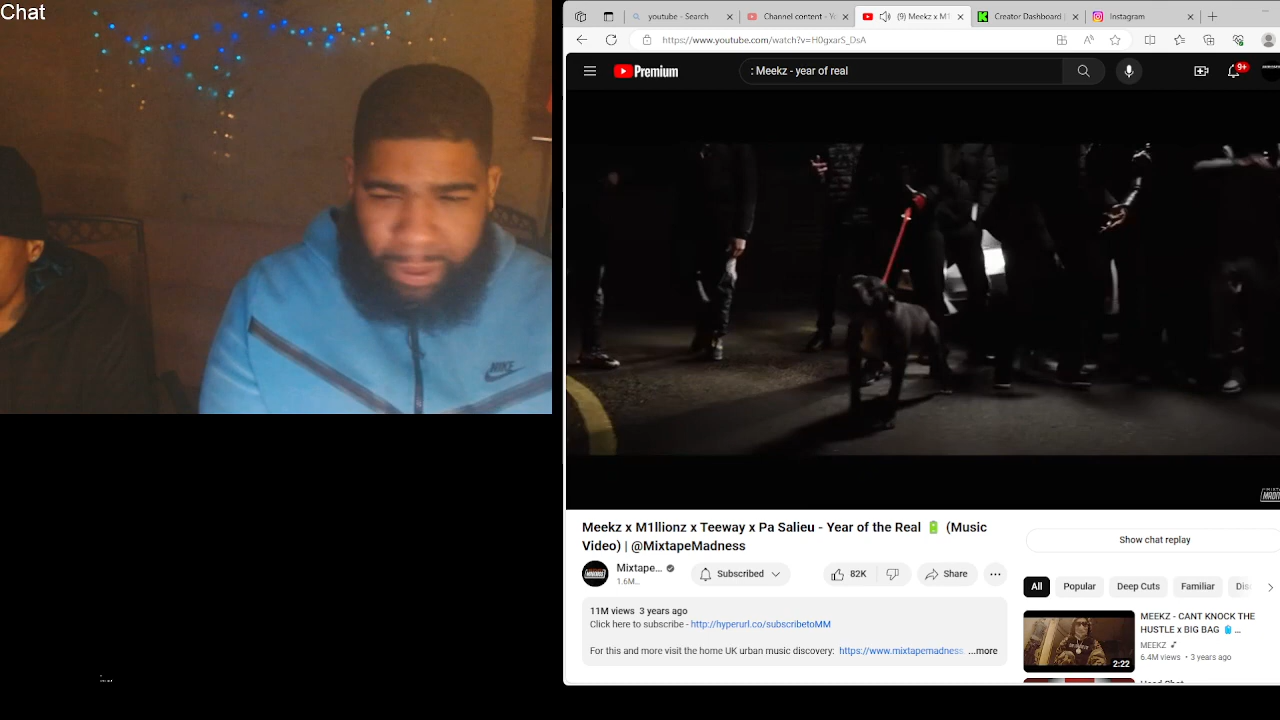 Chat
youtube - Search
Channel content - Yo
(9) Meekz x M1
Creator Dashboard |
Instagram
https://www.youtube.com/watch?v=H0gxarS_DsA
Premium
: Meekz - year of real
9+
NIKE
Meekz x M1llionz x Teeway x Pa Salieu - Year of the Real 🔋 (Music
Video) | @MixtapeMadness
Mixtape...
1.6M...
Subscribed
82K
Share
Show chat replay
All
Popular
Deep Cuts
Familiar
Dis
11M views 3 years ago
Click here to subscribe - http://hyperurl.co/subscribetoMM
For this and more visit the home UK urban music discovery: https://www.mixtapemadness. ...more
MEEKZ - CANT KNOCK THE
HUSTLE x BIG BAG 🧳 ...
MEEKZ
6.4M views • 3 years ago
2:22